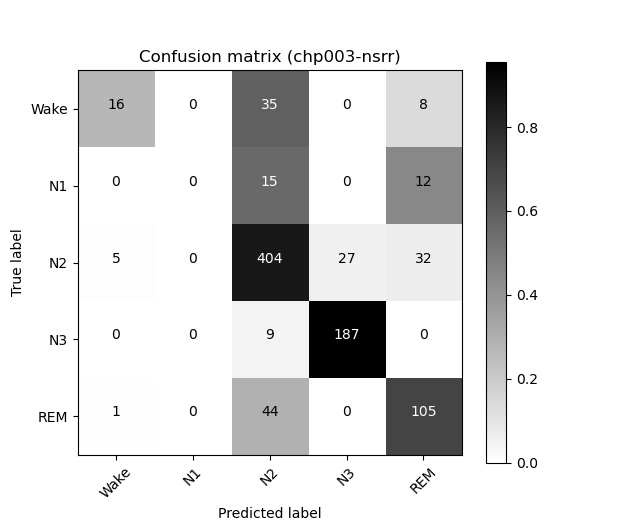 Confusion matrix (chp003-nsrr)
Wake 16 0 35 0 8
N1 0 0 15 0 12
N2 5 0 404 27 32
N3 0 0 9 187 0
REM 1 0 44 0 105
Wake N1 N2 N3 REM
Predicted label
True label
0.8
0.6
0.4
0.2
0.0